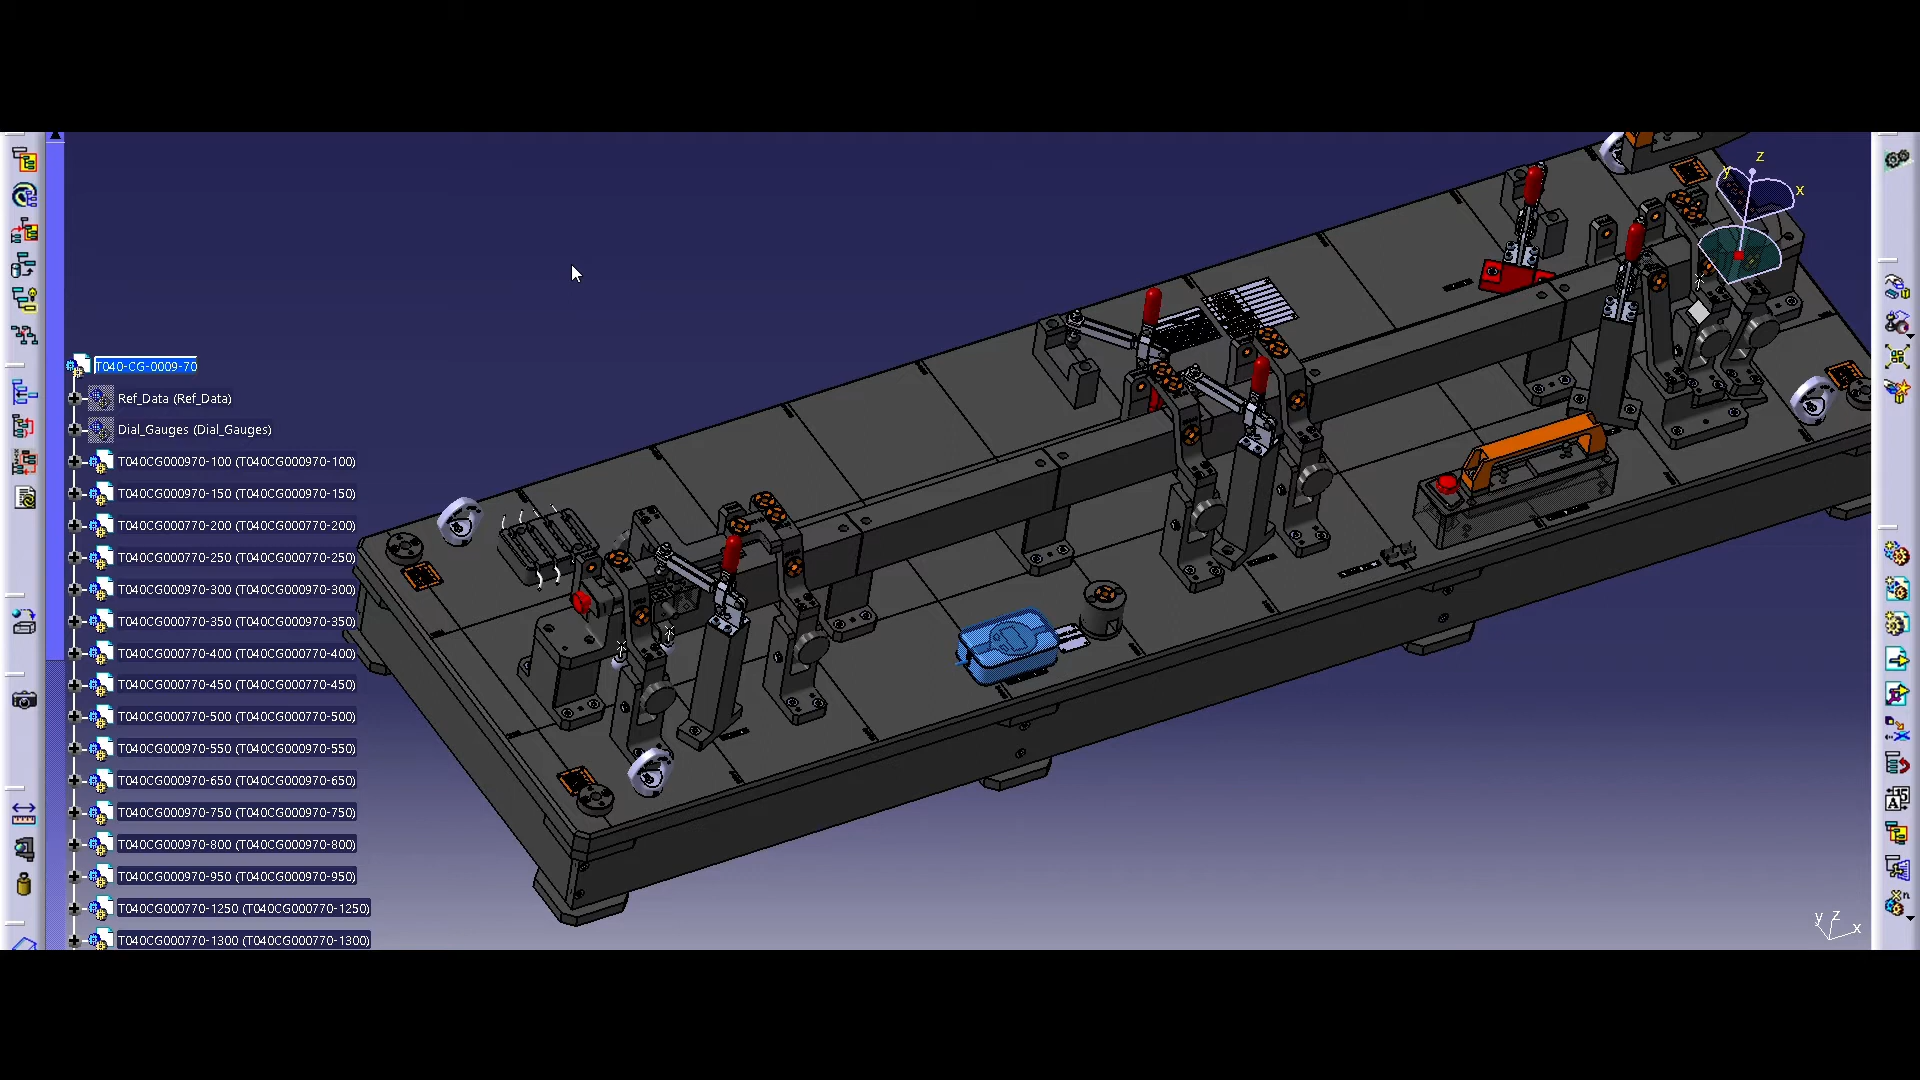 T040-CG-0009-70
Ref_Data (Ref_Data)
Dial_Gauges (Dial_Gauges)
T040CG000970-100 (T040CG000970-100)
T040CG000970-150 (T040CG000970-150)
T040CG000770-200 (T040CG000770-200)
T040CG000770-250 (T040CG000770-250)
T040CG000970-300 (T040CG000770-300)
T040CG000970-350 (T040CG000970-350)
T040CG000770-400 (T040CG000770-400)
T040CG000770-450 (T040CG000770-450)
T040CG000770-500 (T040CG000770-500)
T040CG000970-550 (T040CG000970-550)
T040CG000970-650 (T040CG000970-650)
T040CG000970-750 (T040CG000970-750)
T040CG000970-800 (T040CG000970-800)
T040CG000970-950 (T040CG000970-950)
T040CG000770-1250 (T040CG000770-1250)
T040CG000770-1300 (T040CG000770-1300)
z
y
x
y z
x